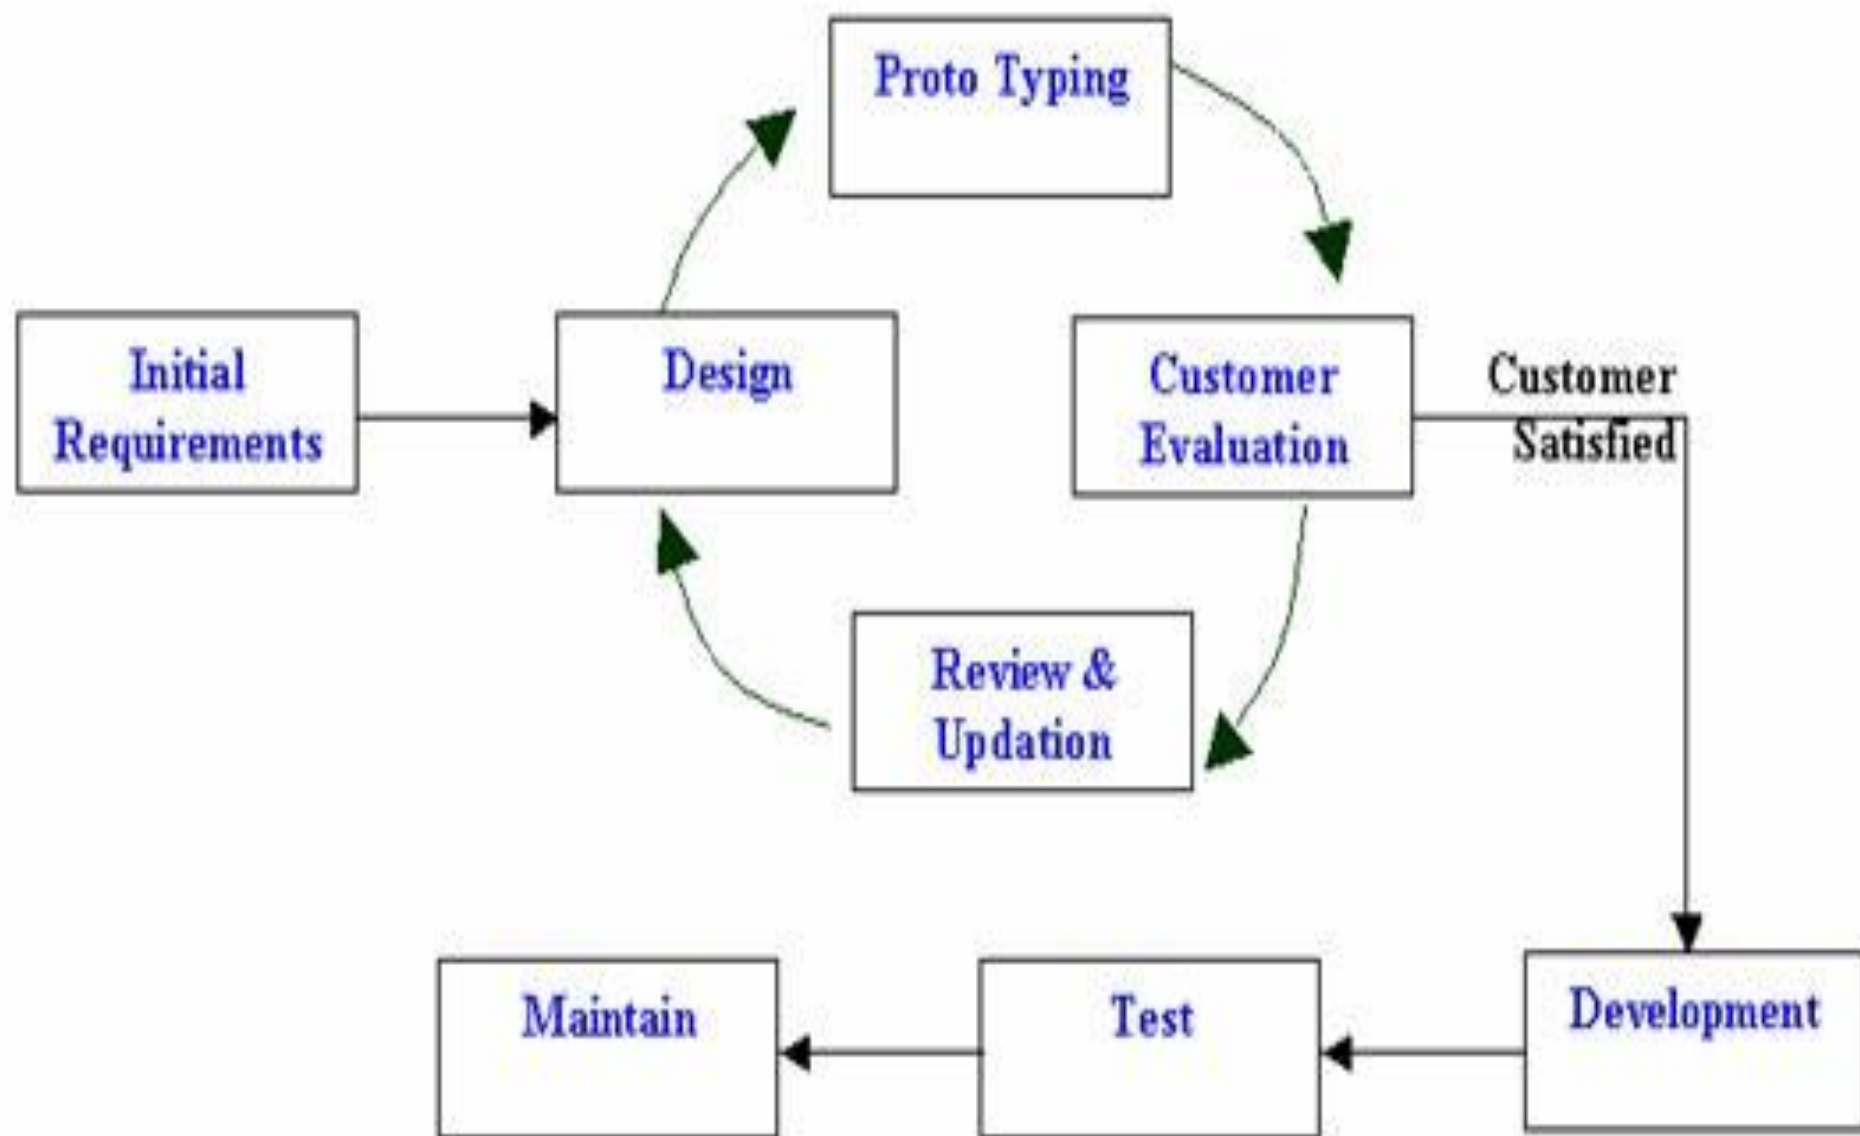 Proto Typing
Initial
Requirements
Design
Customer
Evaluation
Customer
Satisfied
Review &
Updation
Maintain
Test
Development